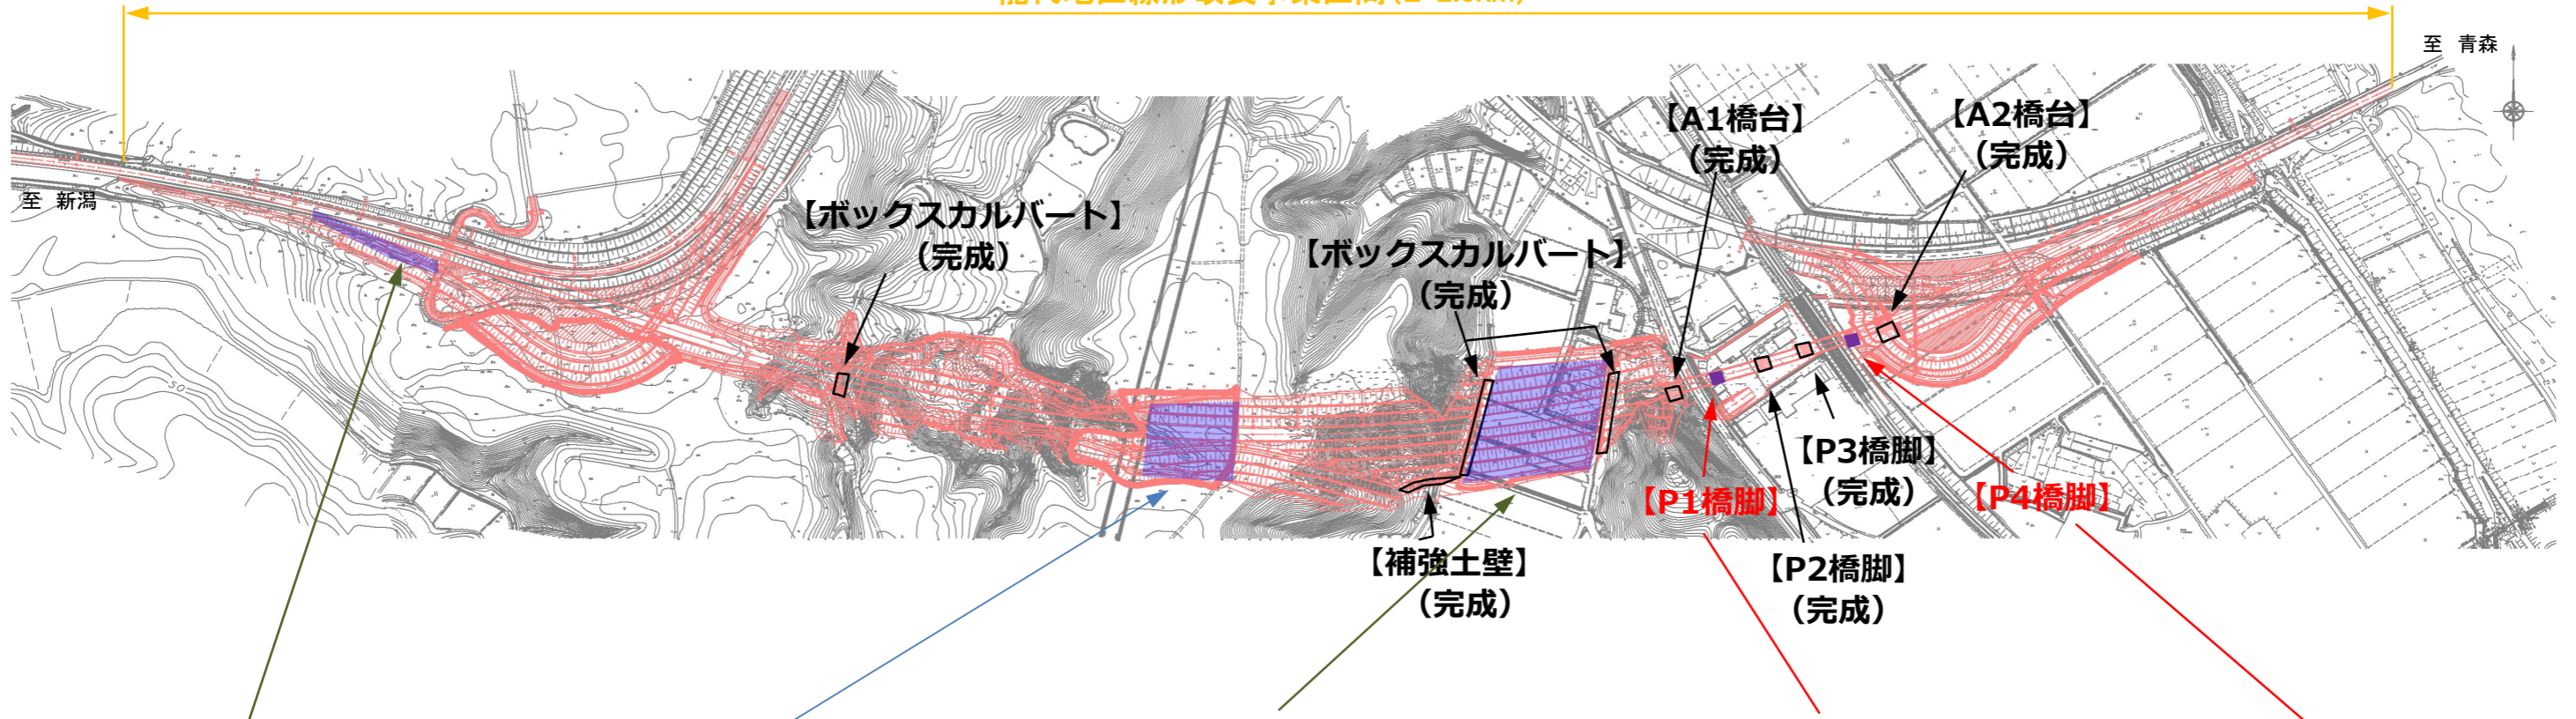 至 青森
至 新潟
【A1橋台】
（完成）
【A2橋台】
（完成）
【ボックスカルバート】
（完成）
【ボックスカルバート】
（完成）
【P3橋脚】
（完成）
【P1橋脚】
【P4橋脚】
【補強土壁】
（完成）
【P2橋脚】
（完成）
50